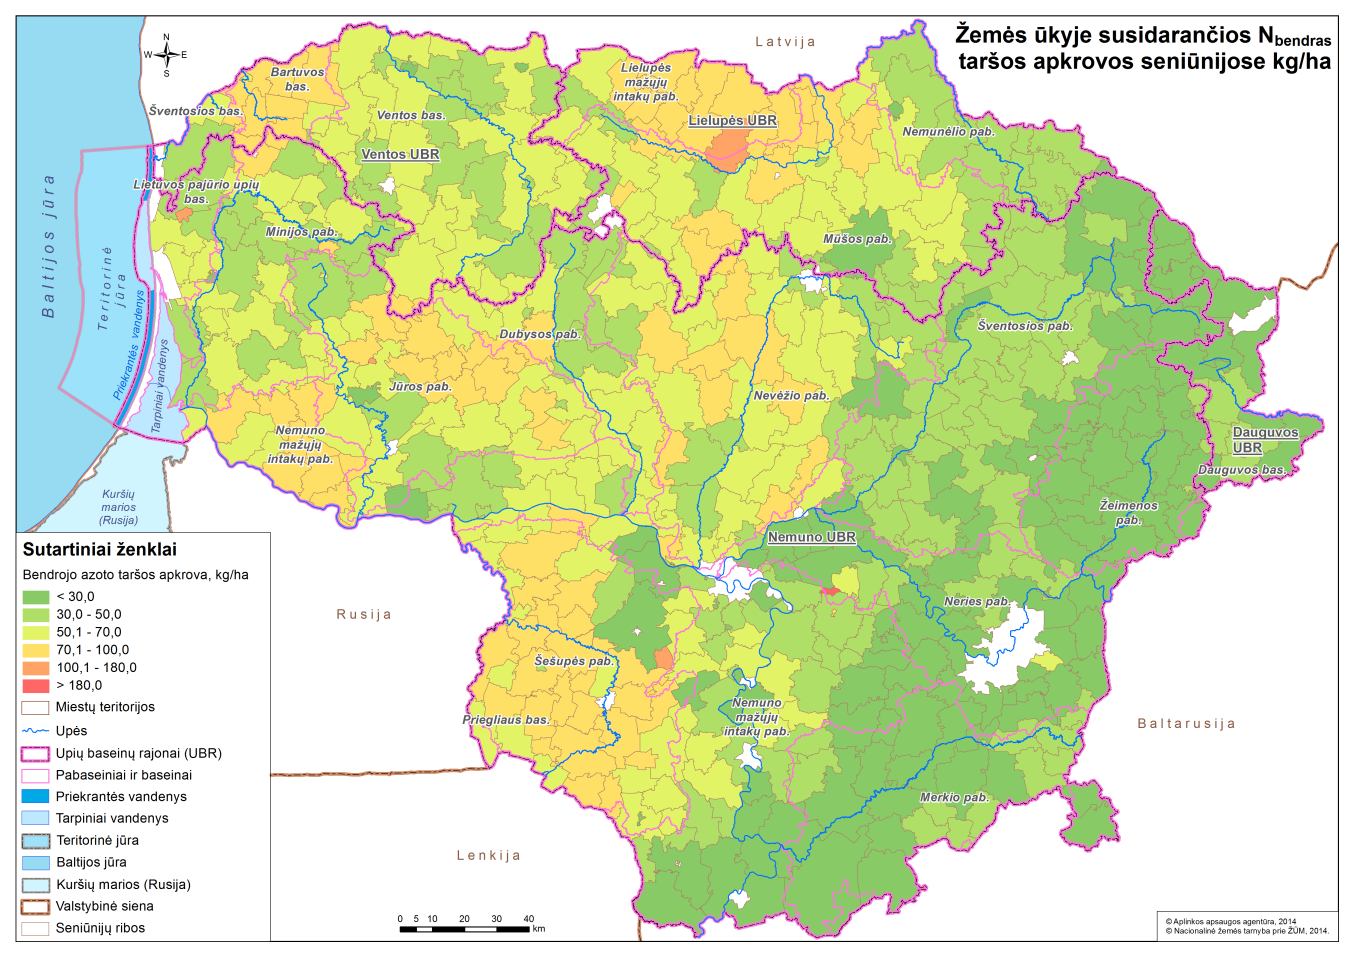 Žemės ūkyje susidarančios Nbendras
taršos apkrovos seniūnijose kg/ha
N
W E
S
Latvija
Bartuvos
bas.
Šventosios bas.
Ventos bas.
Ventos UBR
Lielupės
mažųjų
intakų pab.
Lielupės UBR
Nemunėlio pab.
Lietuvos pajūrio upių
bas.
Minijos pab.
Mūšos pab.
Baltijos jūra
Teritorinė
jūra
Priekrantės vandenys
Tarpiniai vandenys
Dubysos pab.
Šventosios pab.
Jūros pab.
Nevėžio pab.
Nemuno
mažųjų
intakų pab.
Dauguvos
UBR
Dauguvos bas.
Kuršių
marios
(Rusija)
Žeimenos
pab.
Nemuno UBR
Neries pab.
Rusija
Šešupės pab.
Priegliaus bas.
Nemuno
mažųjų
intakų pab.
Baltarusija
Merkio pab.
Lenkija
Sutartiniai ženklai
Bendrojo azoto taršos apkrova, kg/ha
< 30,0
30,0 - 50,0
50,1 - 70,0
70,1 - 100,0
100,1 - 180,0
> 180,0
Miestų teritorijos
Upės
Upių baseinų rajonai (UBR)
Pabaseiniai ir baseinai
Priekrantės vandenys
Tarpiniai vandenys
Teritorinė jūra
Baltijos jūra
Kuršių marios (Rusija)
Valstybinė siena
Seniūnijų ribos
0 5 10 20 30 40
km
© Aplinkos apsaugos agentūra, 2014
© Nacionalinė žemės tarnyba prie ŽŪM, 2014.